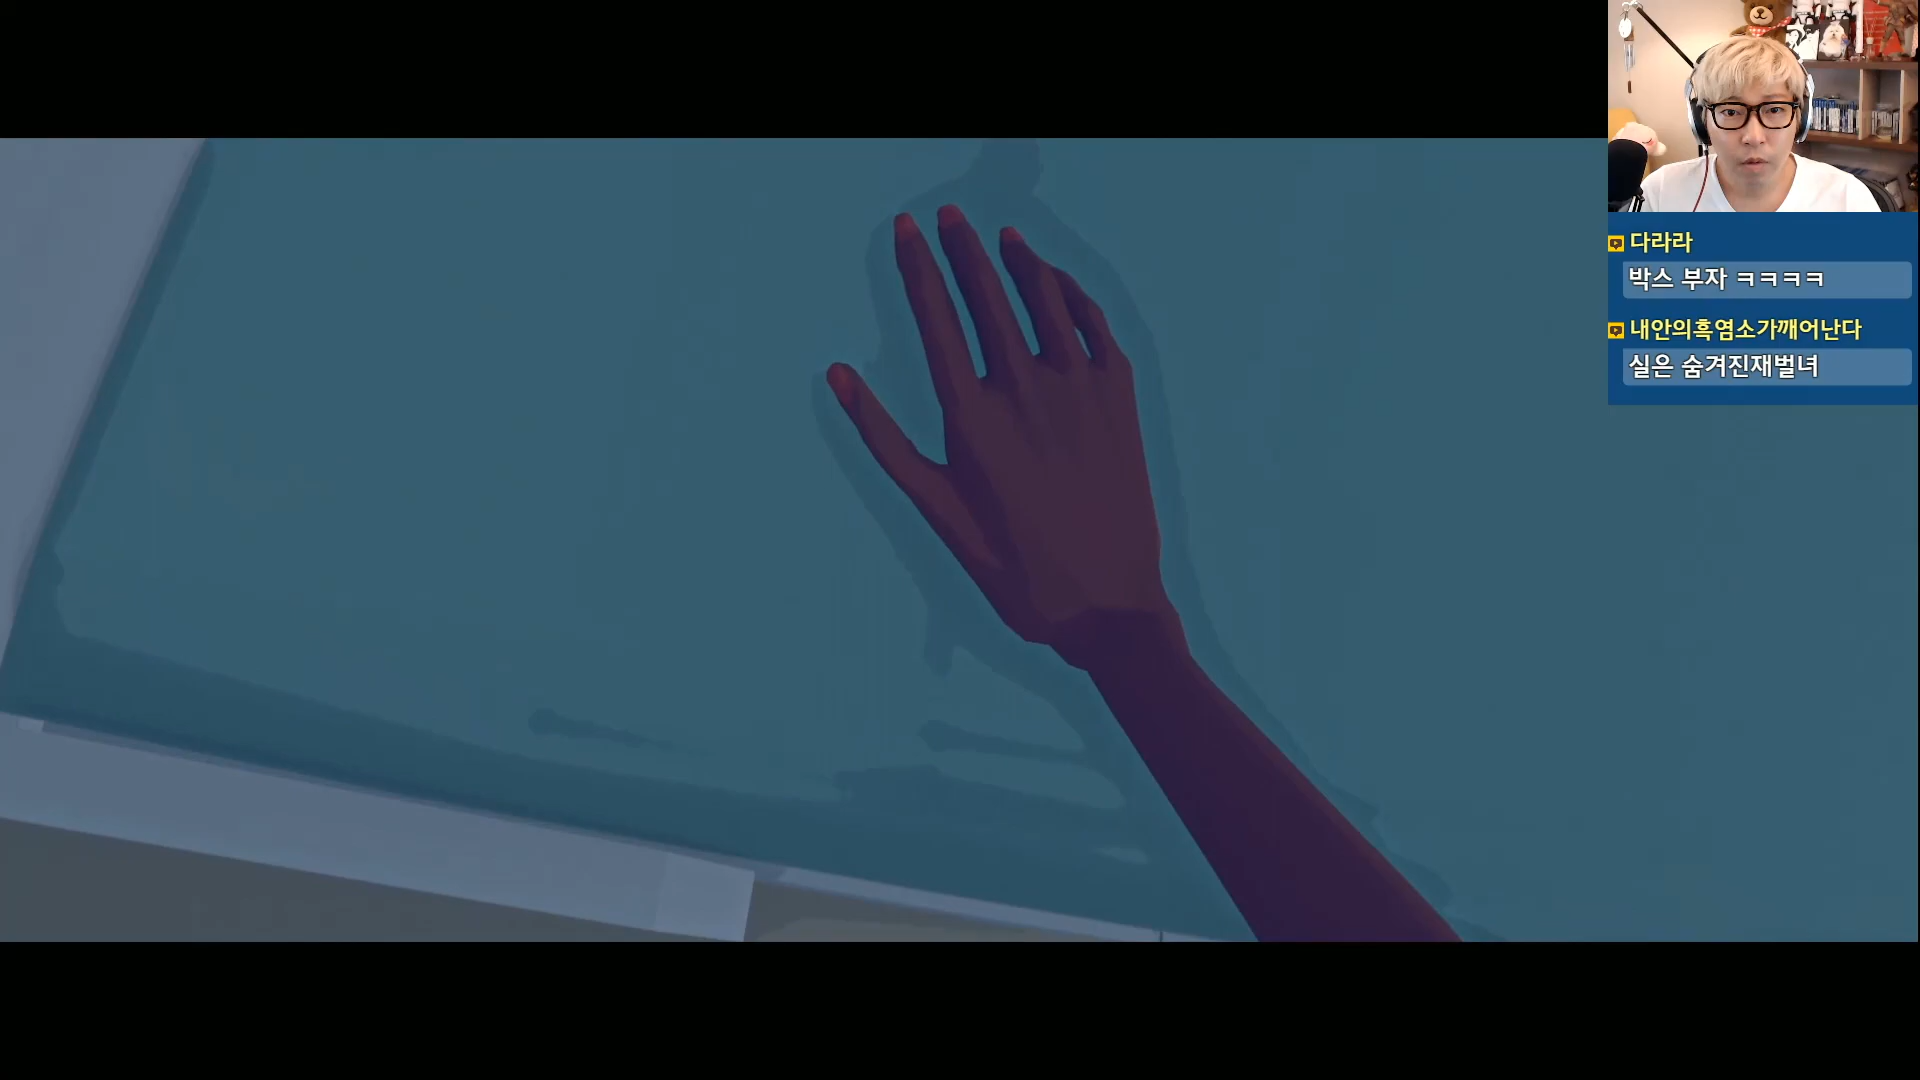 다라라
박스 부자 ㅋㅋㅋㅋ
내안의흑염소가깨어난다
실은 숨겨진재벌녀